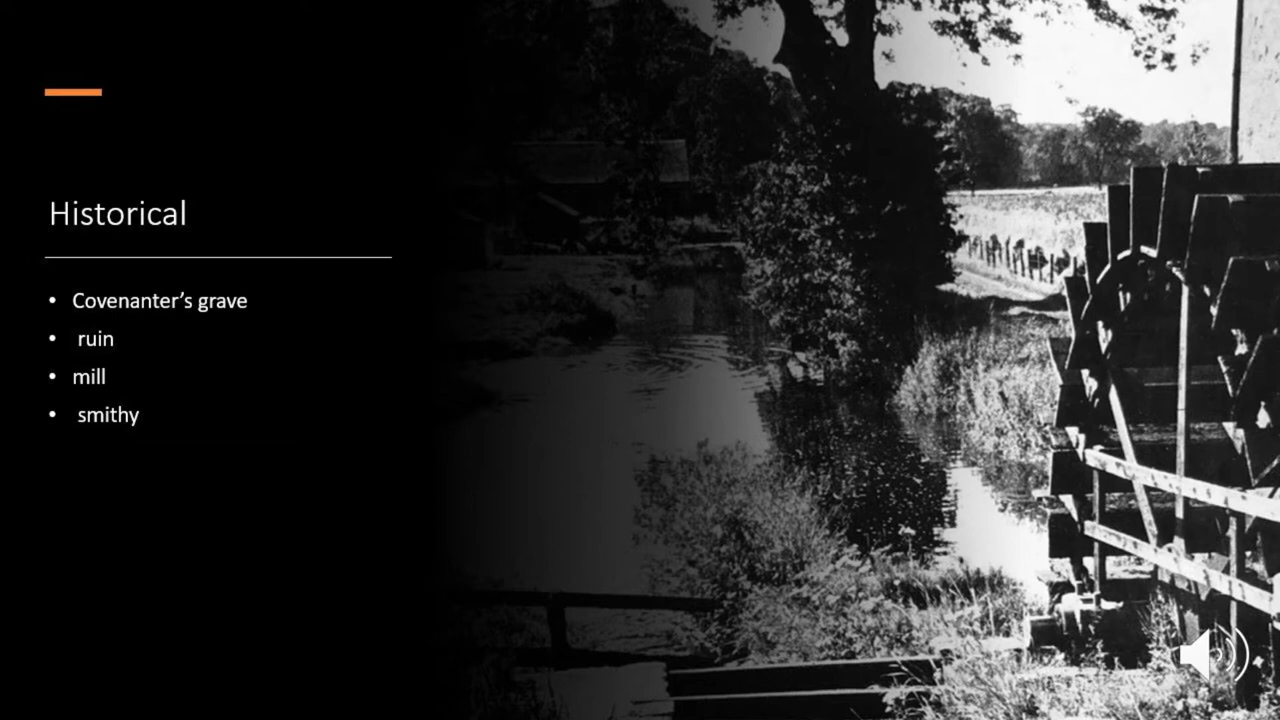 Historical
• Covenanter’s grave
• ruin
• mill
• smithy